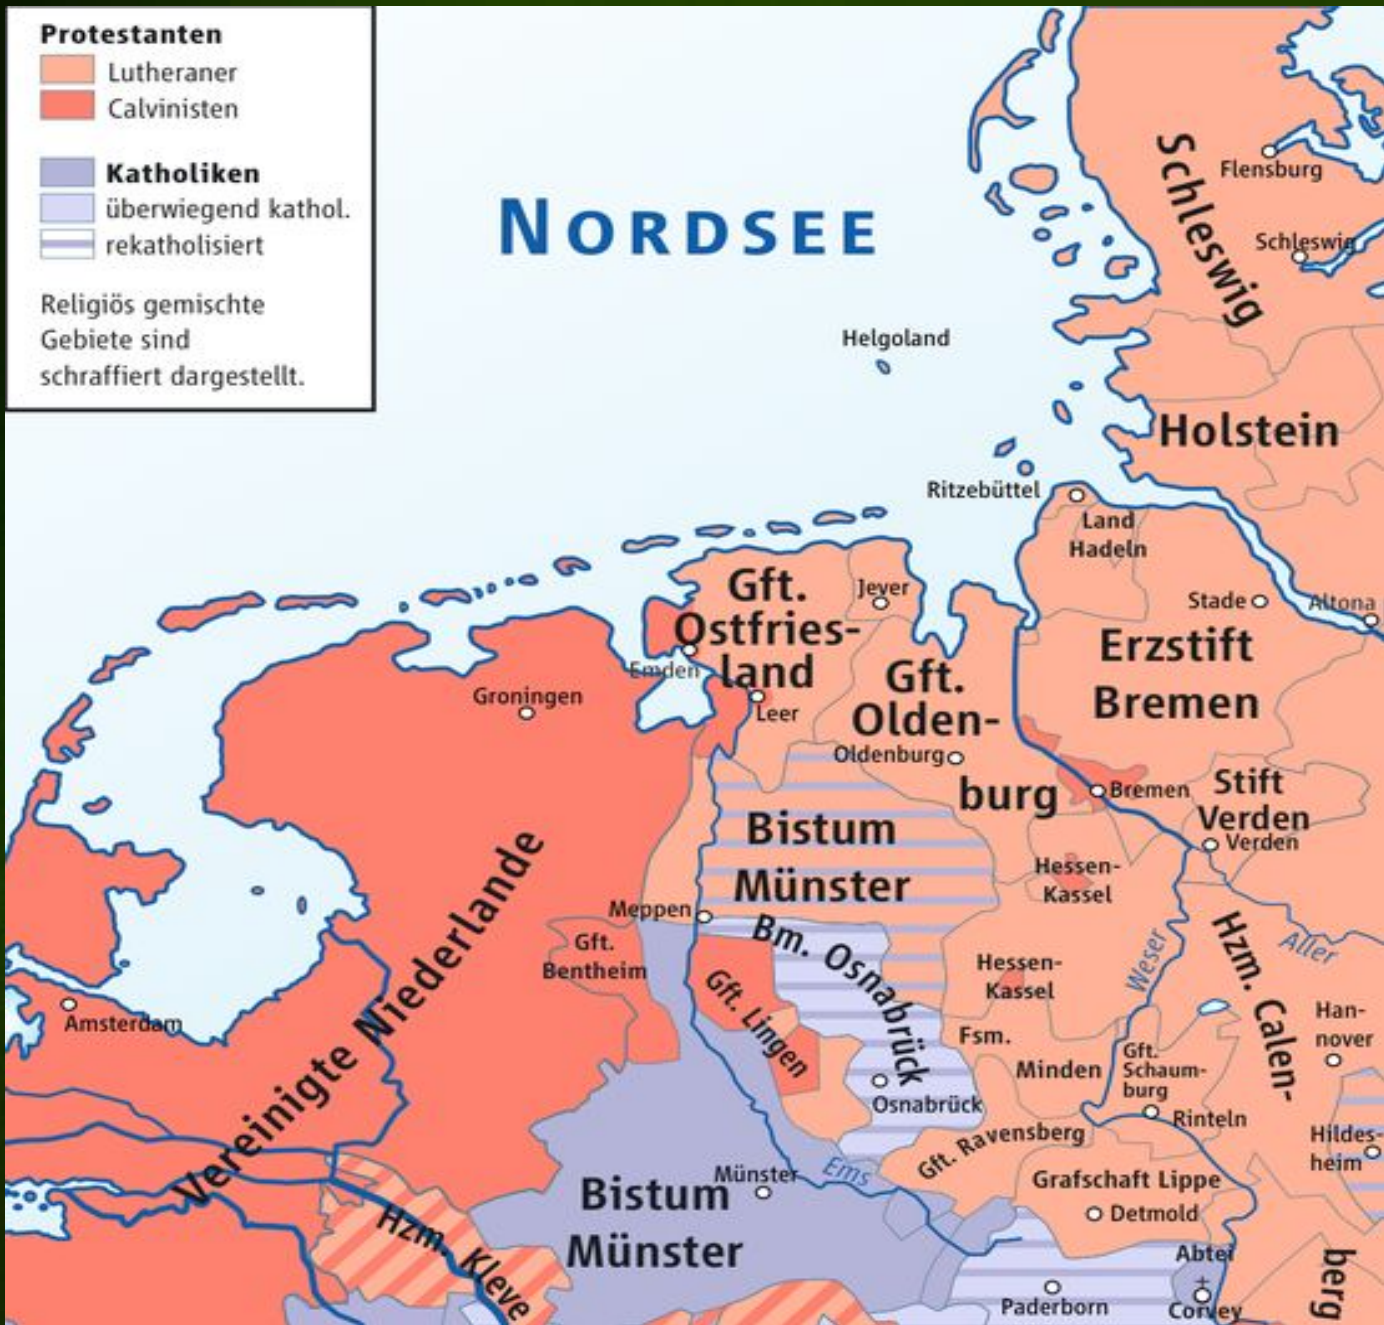 Protestanten
Lutheraner
Calvinisten
Katholiken
überwiegend kathol.
rekatholisiert
Religiös gemischte
Gebiete sind
schraffiert dargestellt.
NORDSEE
Schleswig
Flensburg
Schleswig
Helgoland
Holstein
Ritzebüttel
Land
Hadeln
Gft.
Ostfries-
land
Jever
Stade
Altona
Erzstift
Bremen
Emden
Groningen
Leer
Gft.
Olden-
burg
Oldenburg
Bremen
Stift
Verden
Verden
Bistum
Münster
Hessen-
Kassel
Meppen
Vereinigte Niederlande
Gft.
Bentheim
Bm. Osnabrück
Gft. Lingen
Hessen-
Kassel
Weser
Aller
Hzm. Calen-
berg
Amsterdam
Fsm.
Minden
Gft.
Schaum-
burg
Han-
nover
Osnabrück
Rinteln
Hildes-
heim
Gft. Ravensberg
Münster
Ems
Grafschaft Lippe
Detmold
Bistum
Münster
Hzm. Kleve
Abtei
Corvey
Paderborn